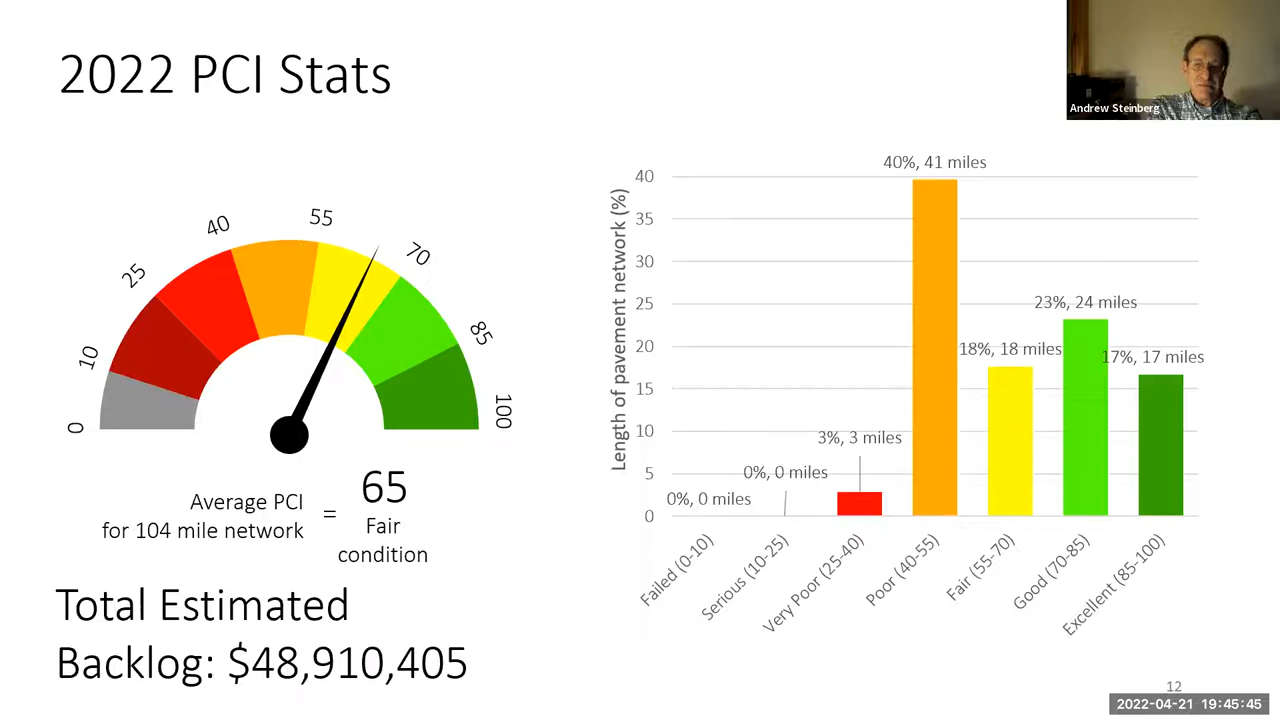 2022 PCI Stats
Andrew Steinberg
0
10
25
40
55
70
85
100
Average PCI
for 104 mile network
=
65
Fair
condition
Total Estimated
Backlog: $48,910,405
Length of pavement network (%)
40
35
30
25
20
15
10
5
0
0%, 0 miles
0%, 0 miles
3%, 3 miles
40%, 41 miles
18%, 18 miles
23%, 24 miles
17%, 17 miles
Failed (0-10)
Serious (10-25)
Very Poor (25-40)
Poor (40-55)
Fair (55-70)
Good (70-85)
Excellent (85-100)
12
2022-04-21 19:45:45